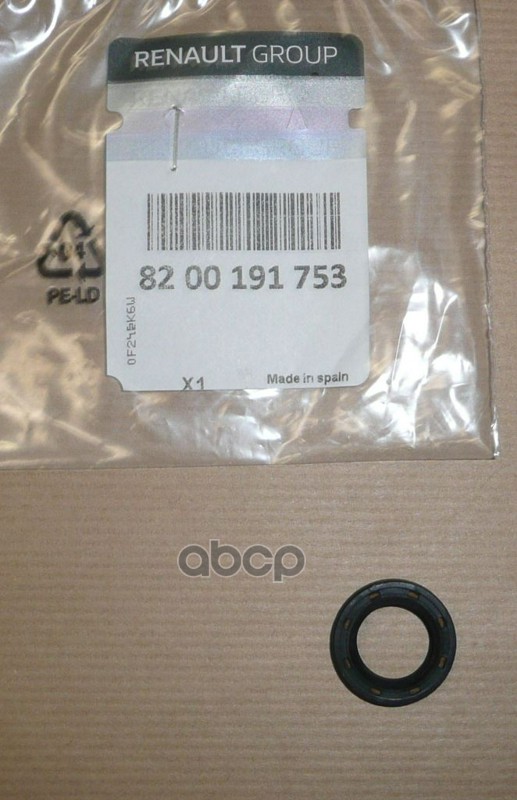 RENAULT GROUP
82 00 191 753
PE-LD
X1
Made in spain
abcp